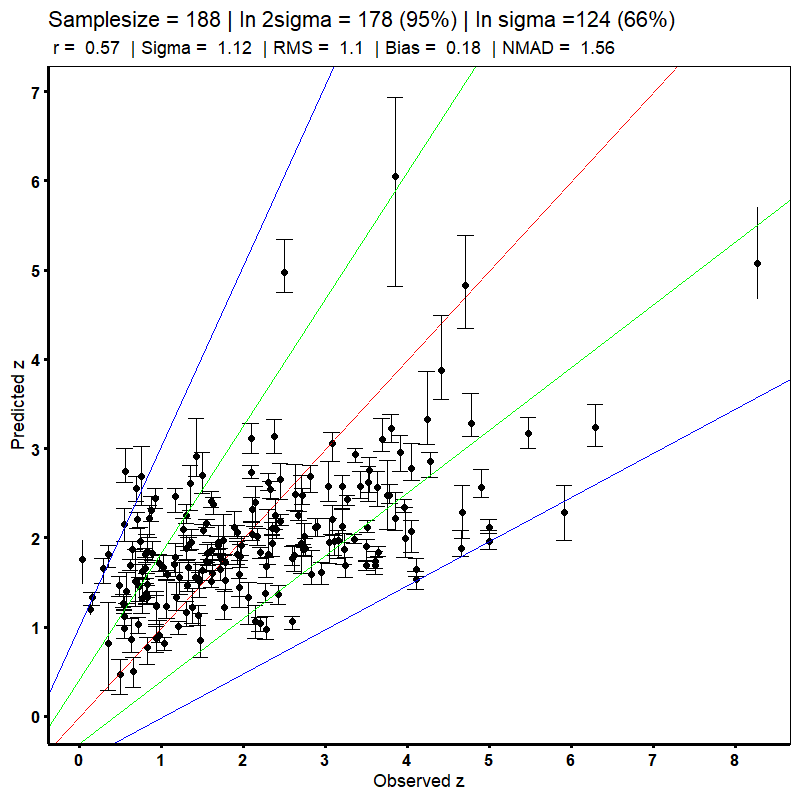 Samplesize = 188 | In 2sigma = 178 (95%) | In sigma =124 (66%)
r = 0.57 | Sigma = 1.12 | RMS = 1.1 | Bias = 0.18 | NMAD = 1.56
7
6
5
4
3
2
1
0
Predicted z
0 1 2 3 4 5 6 7 8
Observed z